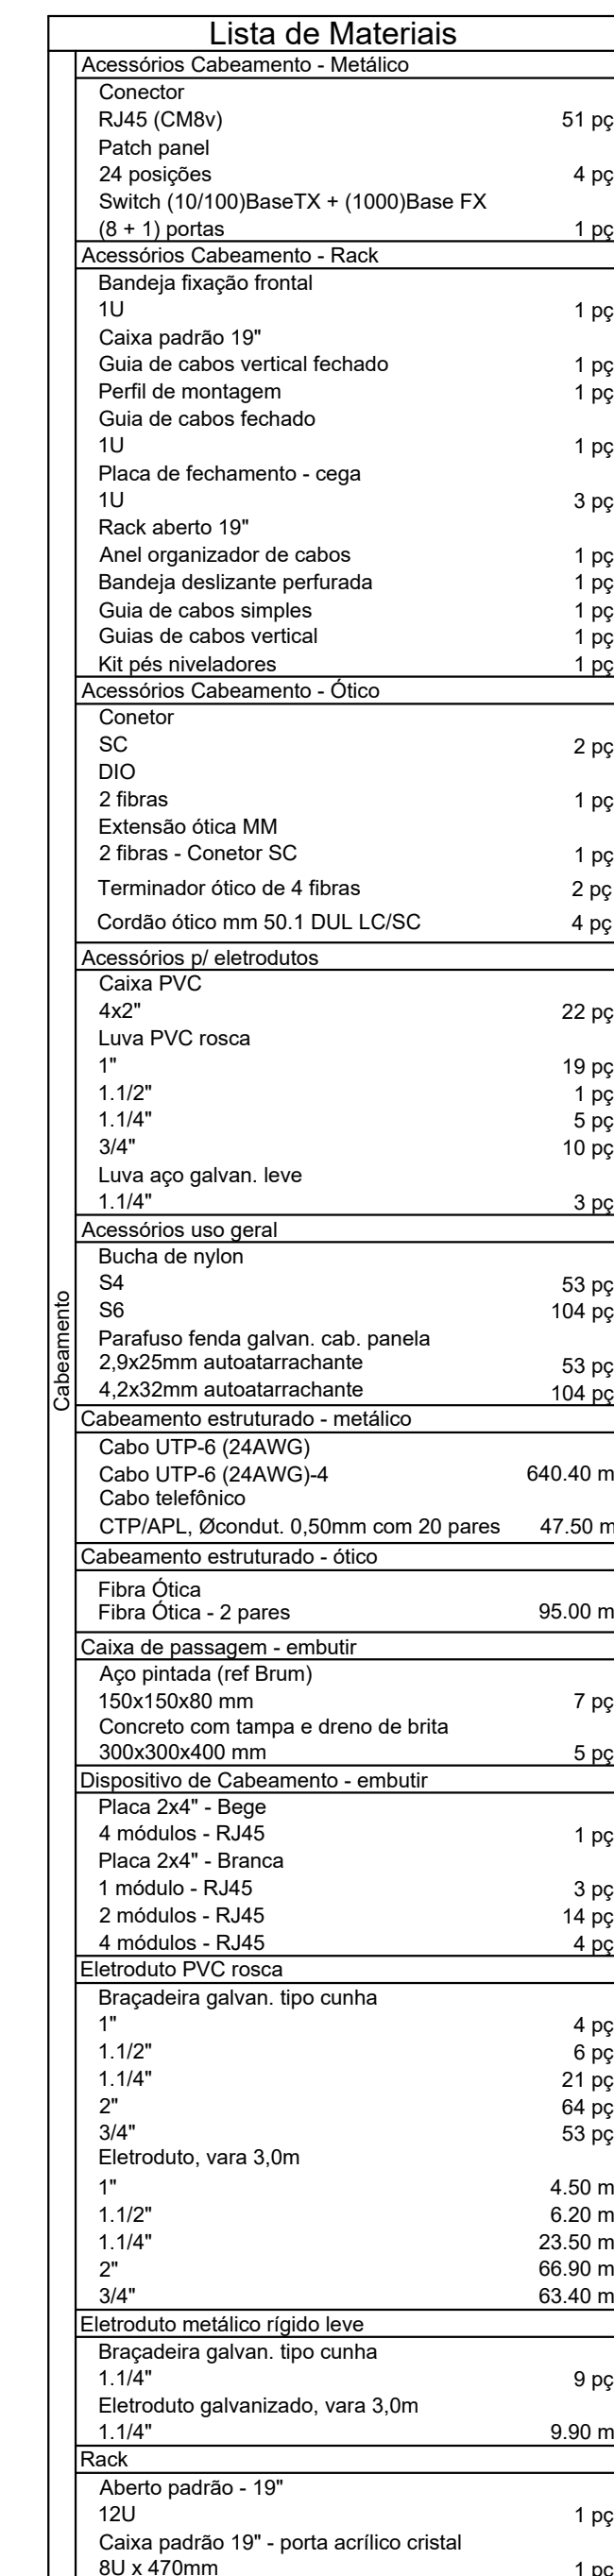 Lista de Materiais
Cabeamento
Acessórios Cabeamento - Metálico
Conector
RJ45 (CM8v) 51 pç
Patch panel
24 posições 4 pç
Switch (10/100)BaseTX + (1000)Base FX
(8 + 1) portas 1 pç
Acessórios Cabeamento - Rack
Bandeja fixação frontal
1U 1 pç
Caixa padrão 19"
Guia de cabos vertical fechado 1 pç
Perfil de montagem 1 pç
Guia de cabos fechado
1U 1 pç
Placa de fechamento - cega
1U 3 pç
Rack aberto 19"
Anel organizador de cabos 1 pç
Bandeja deslizante perfurada 1 pç
Guia de cabos simples 1 pç
Guias de cabos vertical 1 pç
Kit pés niveladores 1 pç
Acessórios Cabeamento - Ótico
Conetor
SC 2 pç
DIO
2 fibras 1 pç
Extensão ótica MM
2 fibras - Conetor SC 1 pç
Terminador ótico de 4 fibras 2 pç
Cordão ótico mm 50.1 DUL LC/SC 4 pç
Acessórios p/ eletrodutos
Caixa PVC
4x2" 22 pç
Luva PVC rosca
1" 19 pç
1.1/2" 1 pç
1.1/4" 5 pç
3/4" 10 pç
Luva aço galvan. leve
1.1/4" 3 pç
Acessórios uso geral
Bucha de nylon
S4 53 pç
S6 104 pç
Parafuso fenda galvan. cab. panela
2,9x25mm autoatarrachante 53 pç
4,2x32mm autoatarrachante 104 pç
Cabeamento estruturado - metálico
Cabo UTP-6 (24AWG)
Cabo UTP-6 (24AWG)-4 640.40 m
Cabo telefônico
CTP/APL, Øcondut. 0,50mm com 20 pares 47.50 m
Cabeamento estruturado - ótico
Fibra Ótica
Fibra Ótica - 2 pares 95.00 m
Caixa de passagem - embutir
Aço pintada (ref Brum)
150x150x80 mm 7 pç
Concreto com tampa e dreno de brita
300x300x400 mm 5 pç
Dispositivo de Cabeamento - embutir
Placa 2x4" - Bege
4 módulos - RJ45 1 pç
Placa 2x4" - Branca
1 módulo - RJ45 3 pç
2 módulos - RJ45 14 pç
4 módulos - RJ45 4 pç
Eletroduto PVC rosca
Braçadeira galvan. tipo cunha
1" 4 pç
1.1/2" 6 pç
1.1/4" 21 pç
2" 64 pç
3/4" 53 pç
Eletroduto, vara 3,0m
1" 4.50 m
1.1/2" 6.20 m
1.1/4" 23.50 m
2" 66.90 m
3/4" 63.40 m
Eletroduto metálico rígido leve
Braçadeira galvan. tipo cunha
1.1/4" 9 pç
Eletroduto galvanizado, vara 3,0m
1.1/4" 9.90 m
Rack
Aberto padrão - 19"
12U 1 pç
Caixa padrão 19" - porta acrílico cristal
8U x 470mm 1 pç